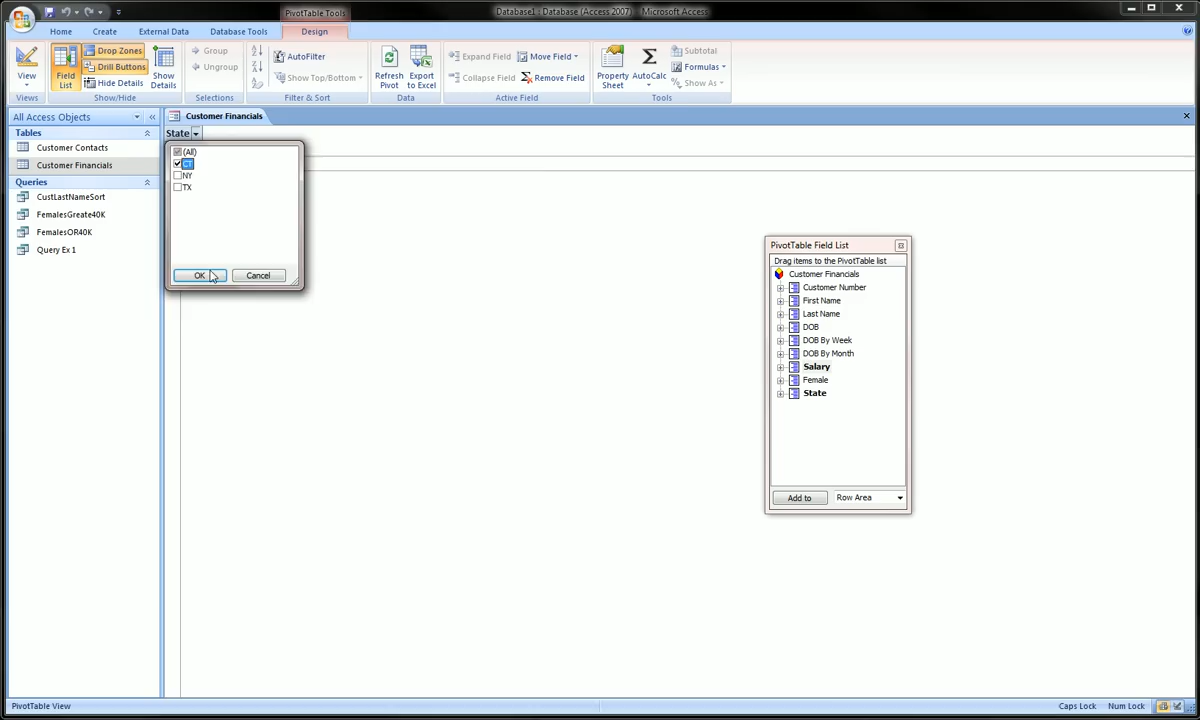 PivotTable Tools
Database1 : Database (Access 2007) - Microsoft Access
Home Create External Data Database Tools Design
View
Views
Field List
Drop Zones
Drill Buttons
Hide Details
Show Details
Show/Hide
Group
Ungroup
Selections
AutoFilter
Show Top/Bottom
Filter & Sort
Refresh Pivot
Export to Excel
Data
Expand Field
Collapse Field
Move Field
Remove Field
Active Field
Property Sheet
AutoCalc
Subtotal
Formulas
Show As
Tools
All Access Objects
Tables
Customer Contacts
Customer Financials
Queries
CustLastNameSort
FemalesGreate40K
FemalesOR40K
Query Ex 1
Customer Financials
State
(All)
CT
NY
TX
OK Cancel
PivotTable Field List
Drag items to the PivotTable list
Customer Financials
Customer Number
First Name
Last Name
DOB
DOB By Week
DOB By Month
Salary
Female
State
Add to Row Area
PivotTable View
Caps Lock Num Lock